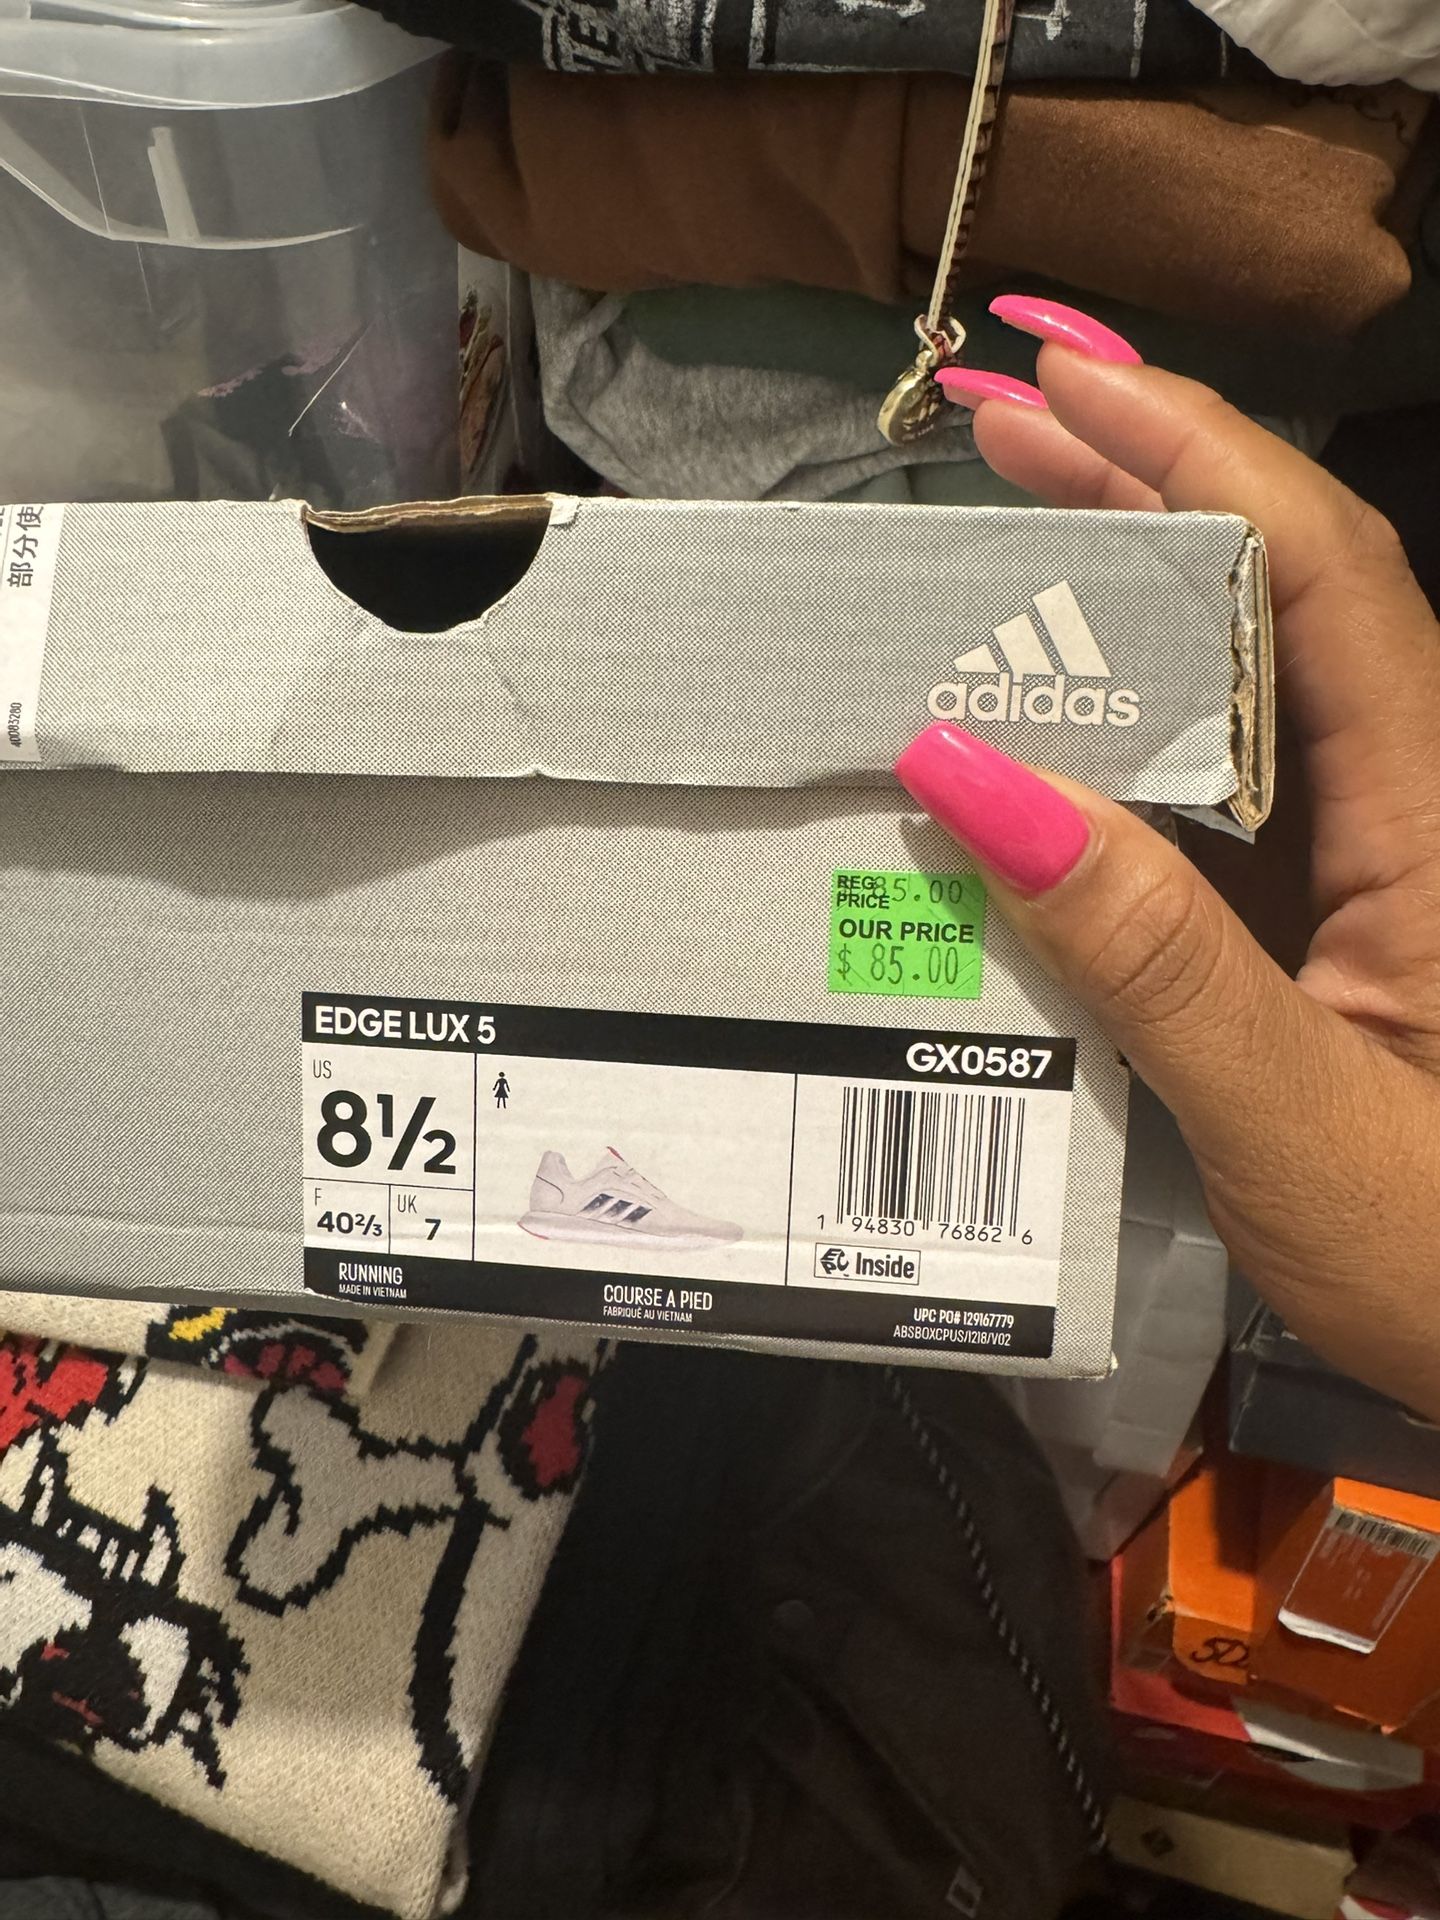 部分使
40083280
adidas
REG. PRICE $ 85.00
OUR PRICE
$ 85.00
EDGE LUX 5
GX0587
US
8½
F
40⅔
UK
7
1 94830 76862 6
EPC Inside
RUNNING
MADE IN VIETNAM
COURSE A PIED
FABRIQUÉ AU VIETNAM
UPC PO# 129167779
ABSBOXCPUS/1218/V02